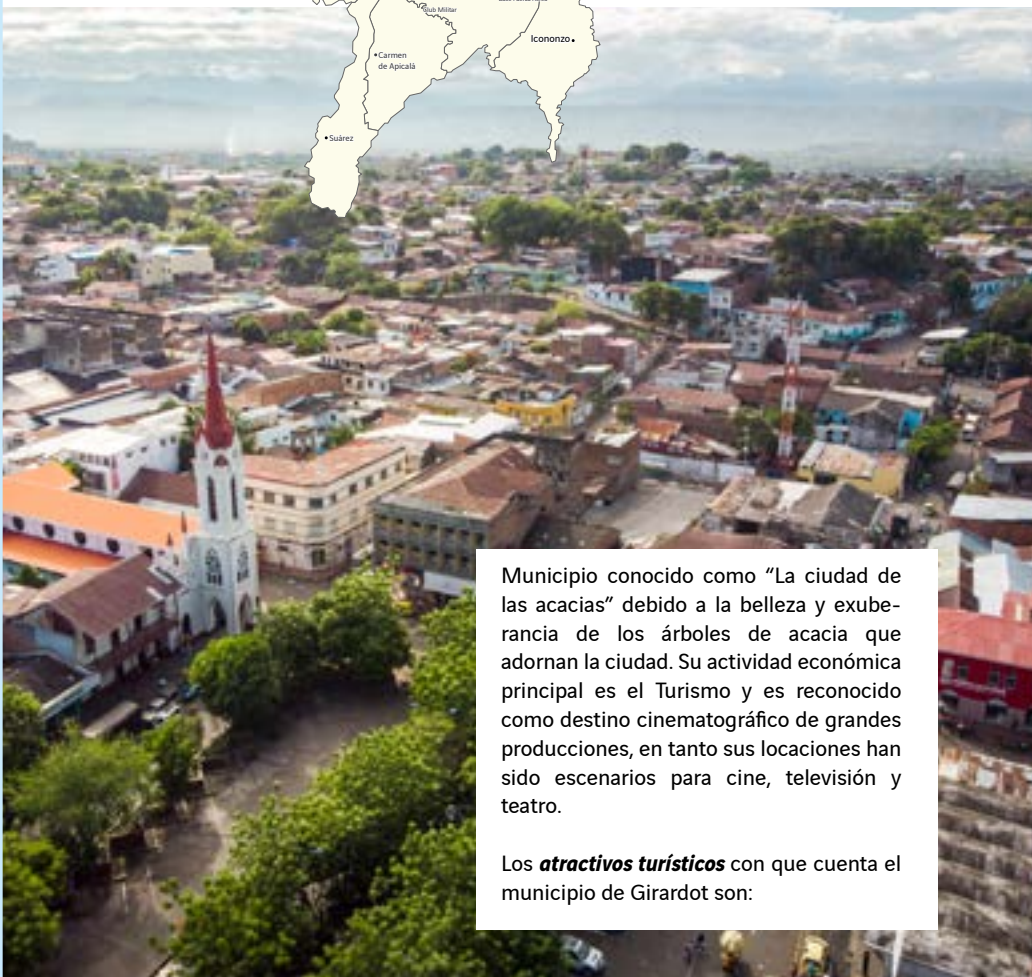 Club Militar
Icononzo
Carmen
de Apicalá
Suárez
Municipio conocido como “La ciudad de
las acacias” debido a la belleza y exube-
rancia de los árboles de acacia que
adornan la ciudad. Su actividad económica
principal es el Turismo y es reconocido
como destino cinematográfico de grandes
producciones, en tanto sus locaciones han
sido escenarios para cine, televisión y
teatro.
Los atractivos turísticos con que cuenta el
municipio de Girardot son: